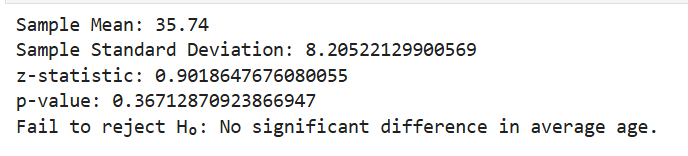 Sample Mean: 35.74
Sample Standard Deviation: 8.20522129900569
z-statistic: 0.9018647676080055
p-value: 0.36712870923866947
Fail to reject H₀: No significant difference in average age.